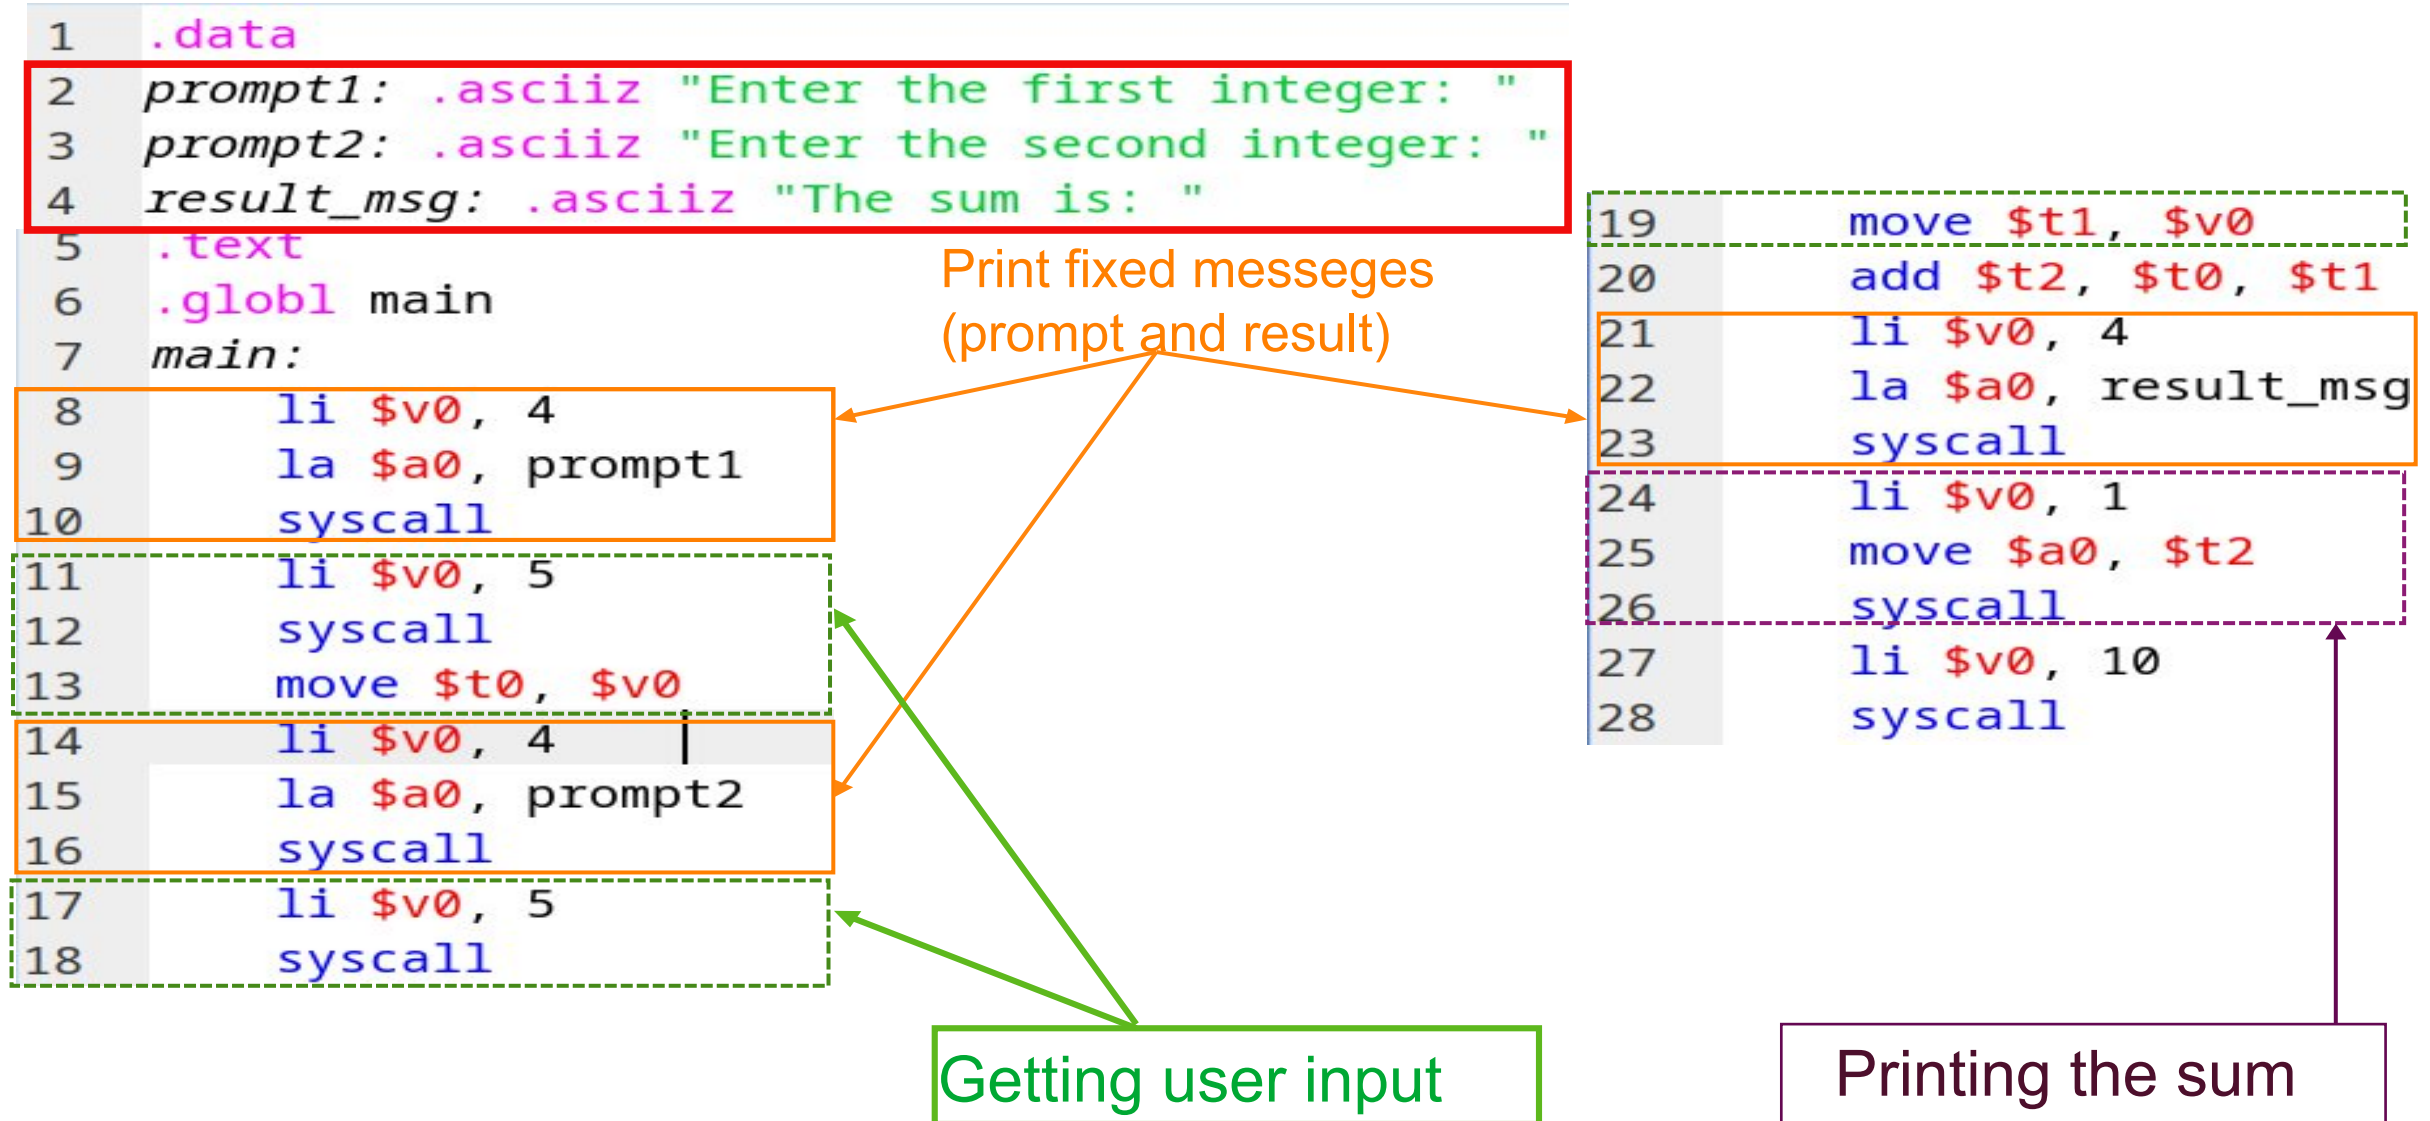 1 .data
2 prompt1: .asciiz "Enter the first integer: "
3 prompt2: .asciiz "Enter the second integer: "
4 result_msg: .asciiz "The sum is: "
5 .text
6 .globl main
7 main:
8 li $v0, 4
9 la $a0, prompt1
10 syscall
11 li $v0, 5
12 syscall
13 move $t0, $v0
14 li $v0, 4
15 la $a0, prompt2
16 syscall
17 li $v0, 5
18 syscall
Print fixed messeges
(prompt and result)
19 move $t1, $v0
20 add $t2, $t0, $t1
21 li $v0, 4
22 la $a0, result_msg
23 syscall
24 li $v0, 1
25 move $a0, $t2
26 syscall
27 li $v0, 10
28 syscall
Getting user input
Printing the sum